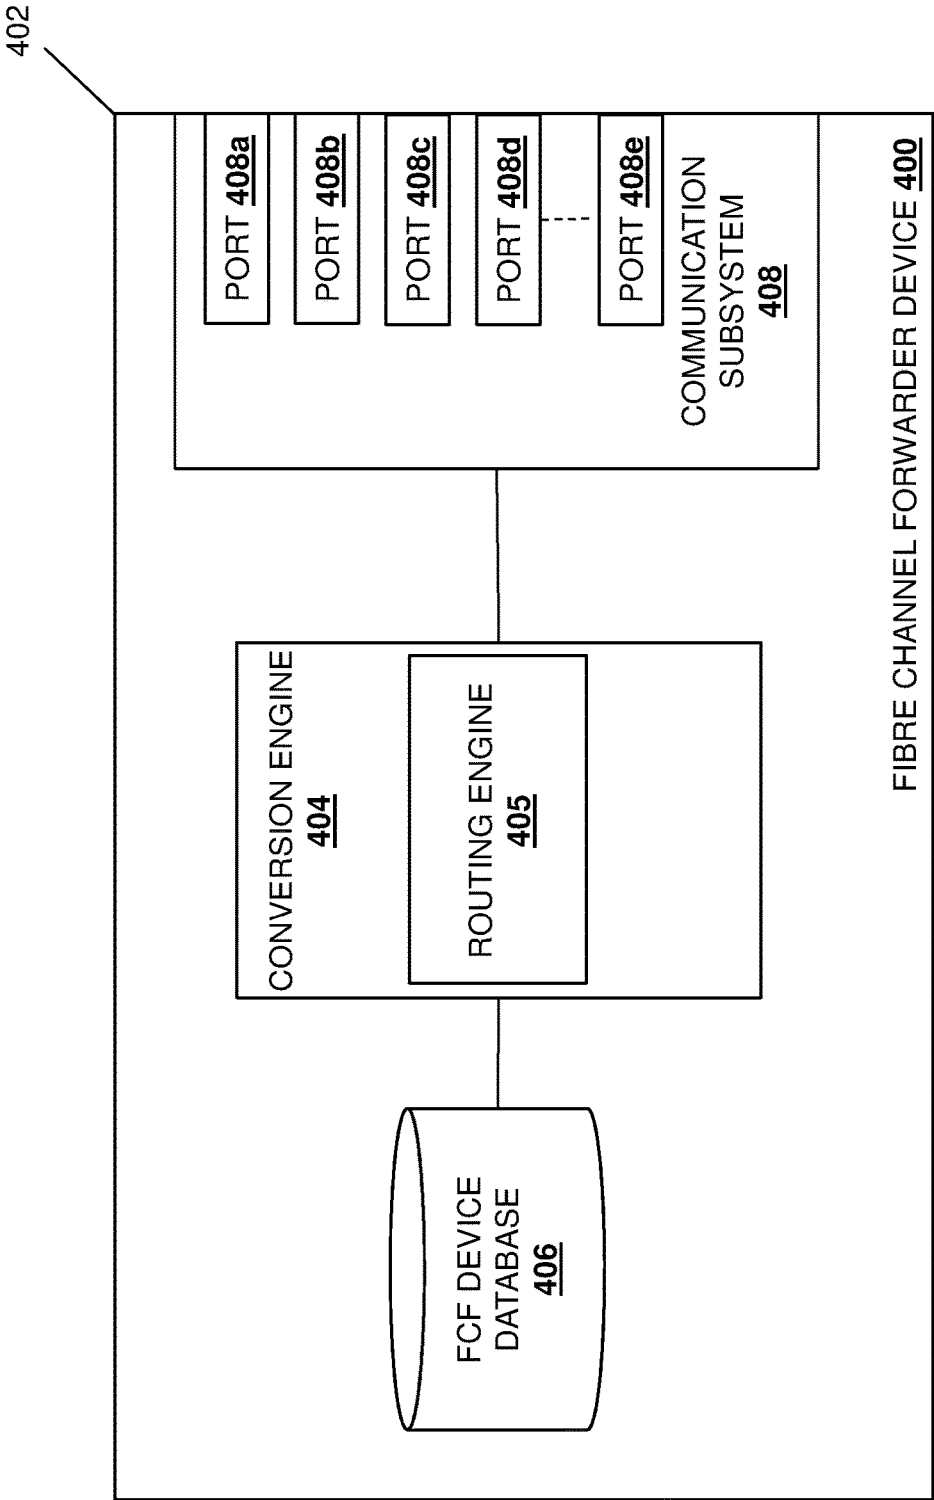 402
PORT 408a
PORT 408b
PORT 408c
PORT 408d
PORT 408e
COMMUNICATION
SUBSYSTEM
408
CONVERSION ENGINE
404
ROUTING ENGINE
405
FCF DEVICE
DATABASE
406
FIBRE CHANNEL FORWARDER DEVICE 400